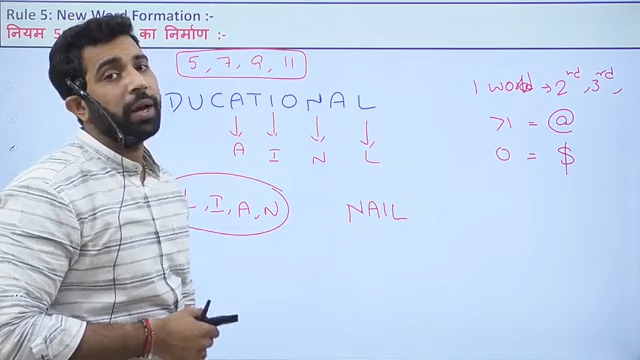 Rule 5: New Word Formation :-
नियम 5 का निर्माण :-
5, 7, 9, 11
DUCATIONAL
A I N L
L, I, A, N
NAIL
1 word → 2nd, 3rd,
>1 = @
0 = $